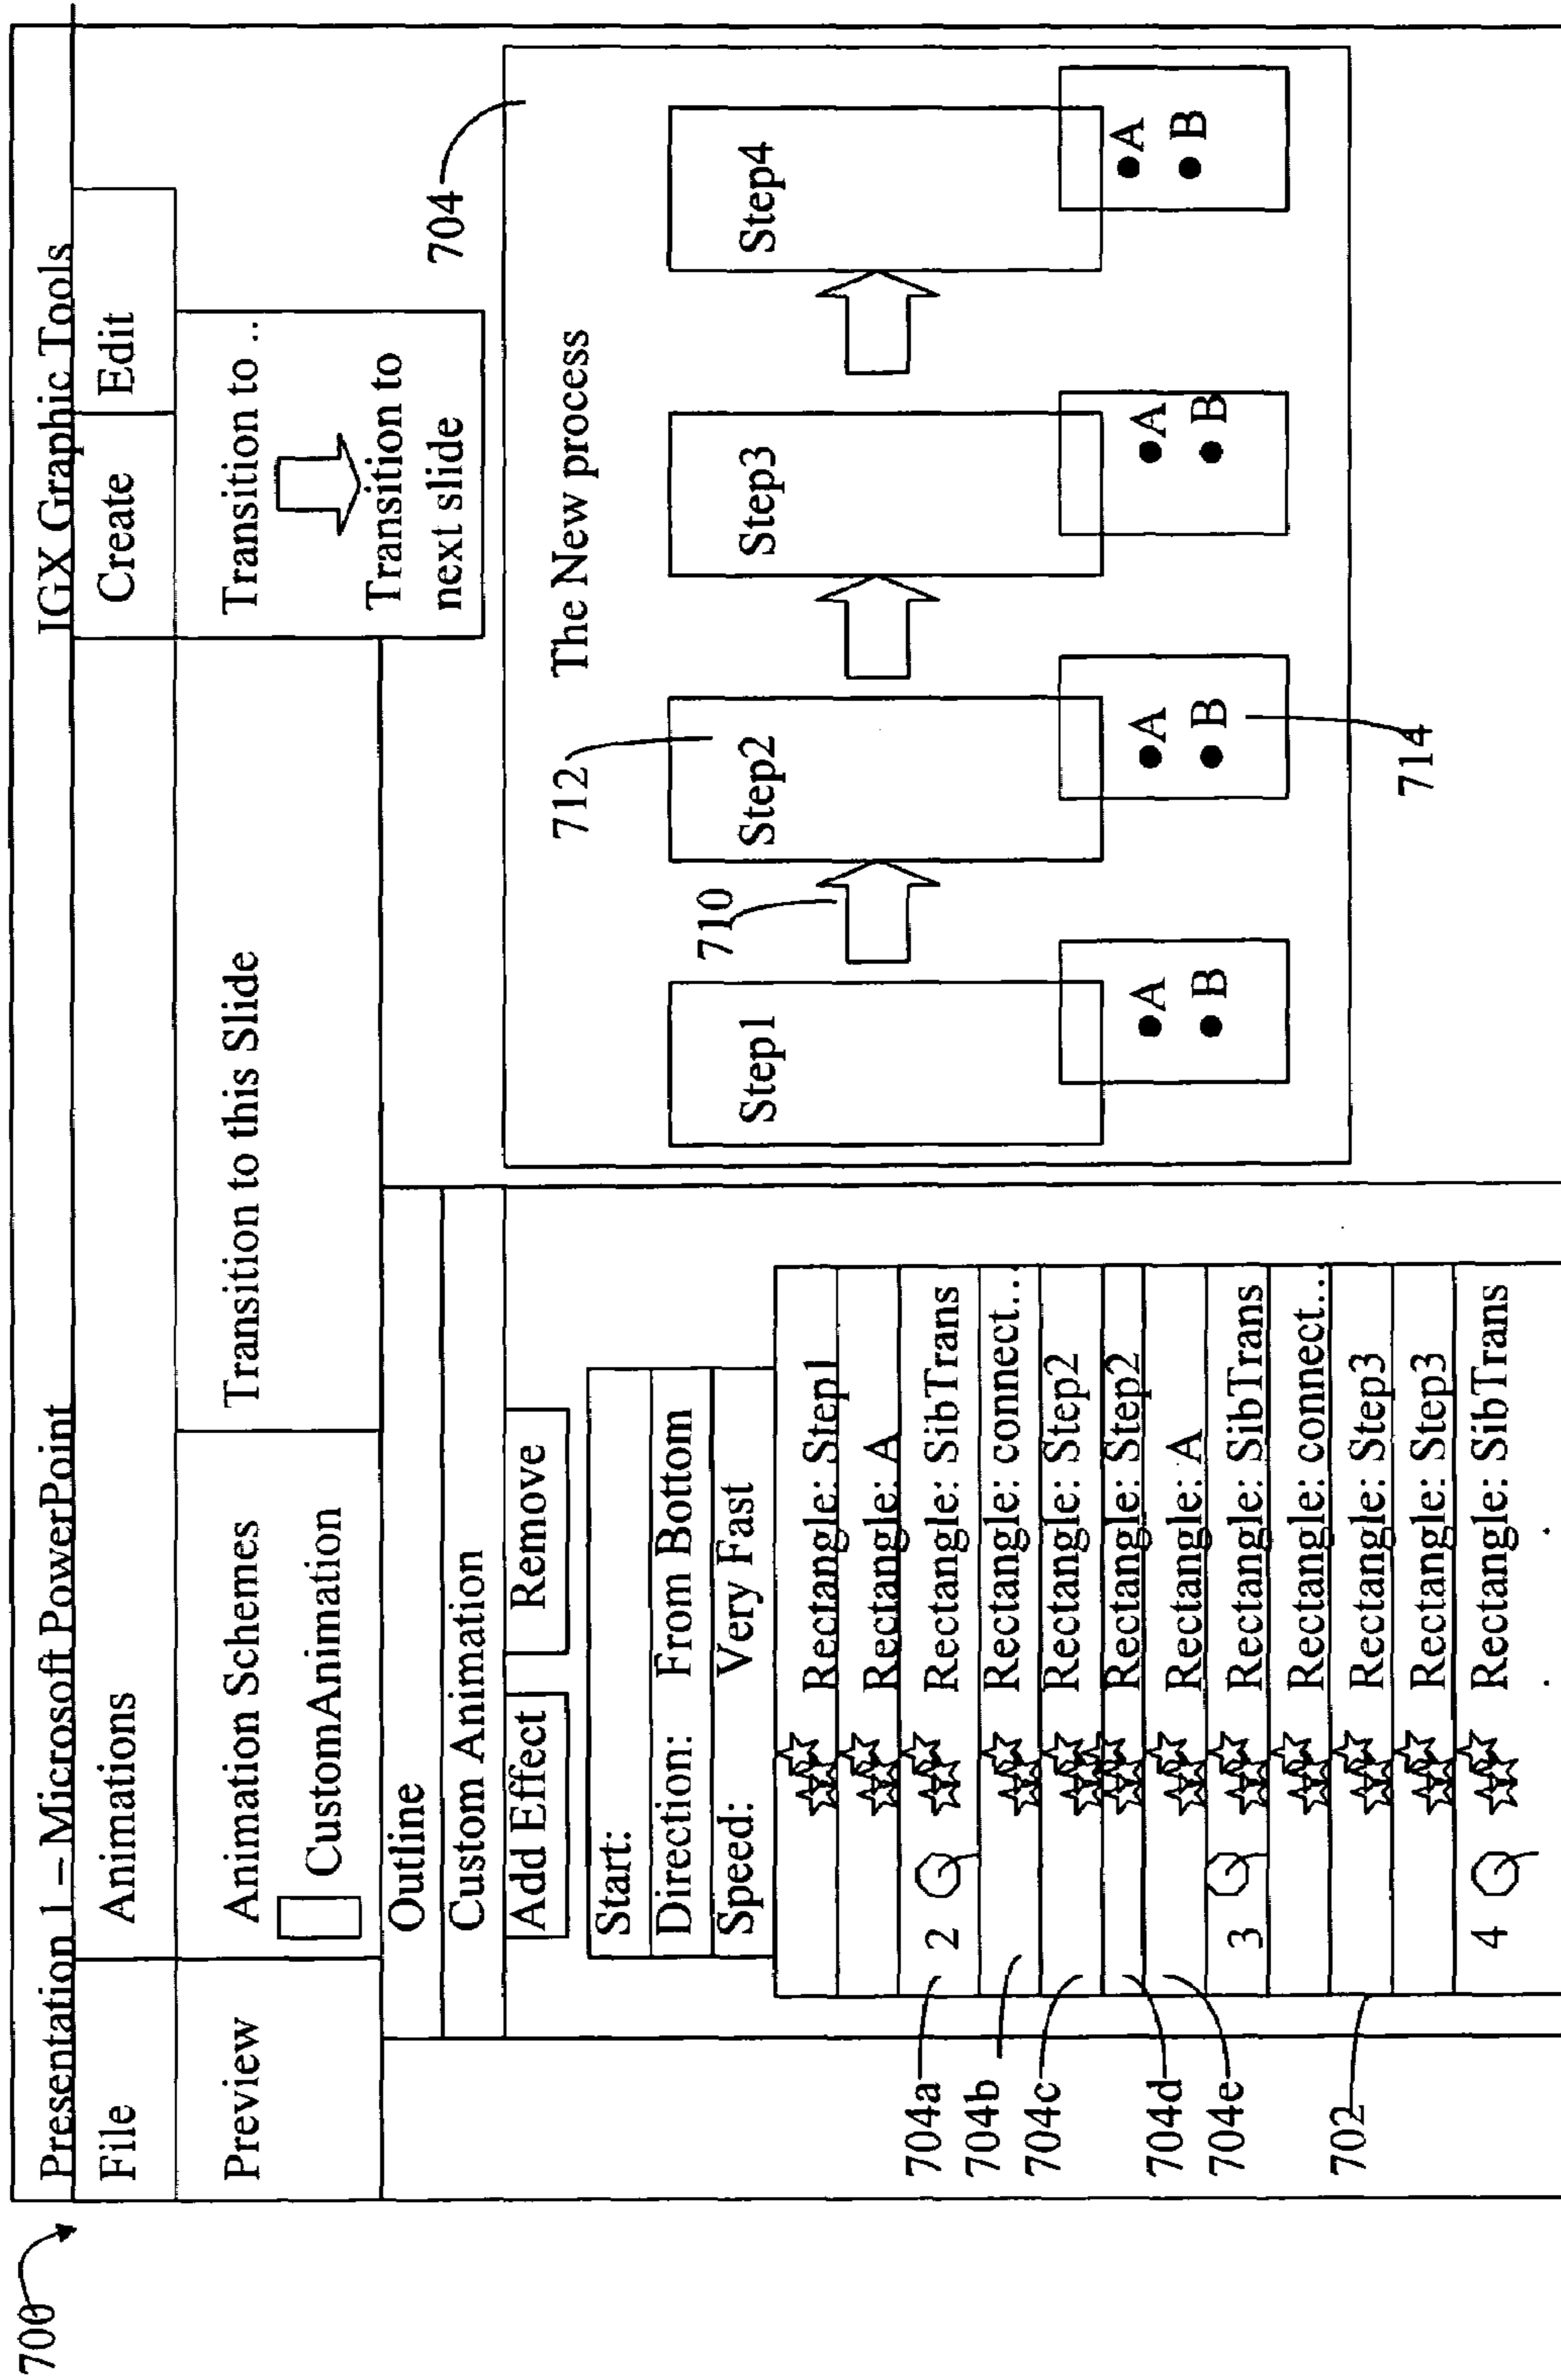 700
Presentation 1 – Microsoft PowerPoint
IGX Graphic Tools
File
Animations
Create
Edit
Preview
Animation Schemes
CustomAnimation
Transition to this Slide
Transition to ..
Transition to
next slide
Outline
Custom Animation
Add Effect
Remove
Start:
Direction: From Bottom
Speed: Very Fast
Rectangle: Step1
Rectangle: A
704a
2
Rectangle: SibTrans
704b
Rectangle: connect...
704c
Rectangle: Step2
704d
Rectangle: Step2
704e
Rectangle: A
3
Rectangle: SibTrans
Rectangle: connect...
702
Rectangle: Step3
Rectangle: Step3
4
Rectangle: SibTrans
704
The New process
712
710
Step1
Step2
Step3
Step4
• A
• B
• A
• B
• A
• B
• A
• B
714